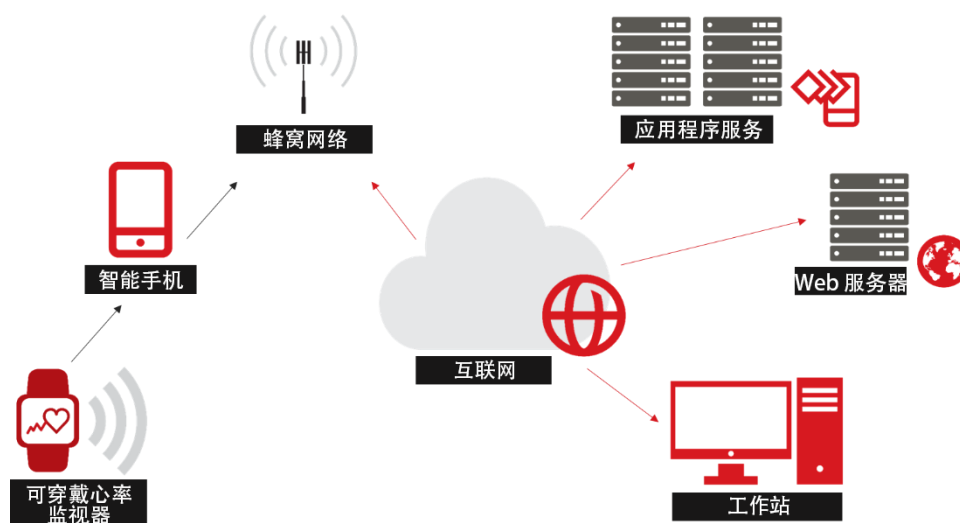 蜂窝网络
应用程序服务
智能手机
Web 服务器
互联网
可穿戴心率
监视器
工作站